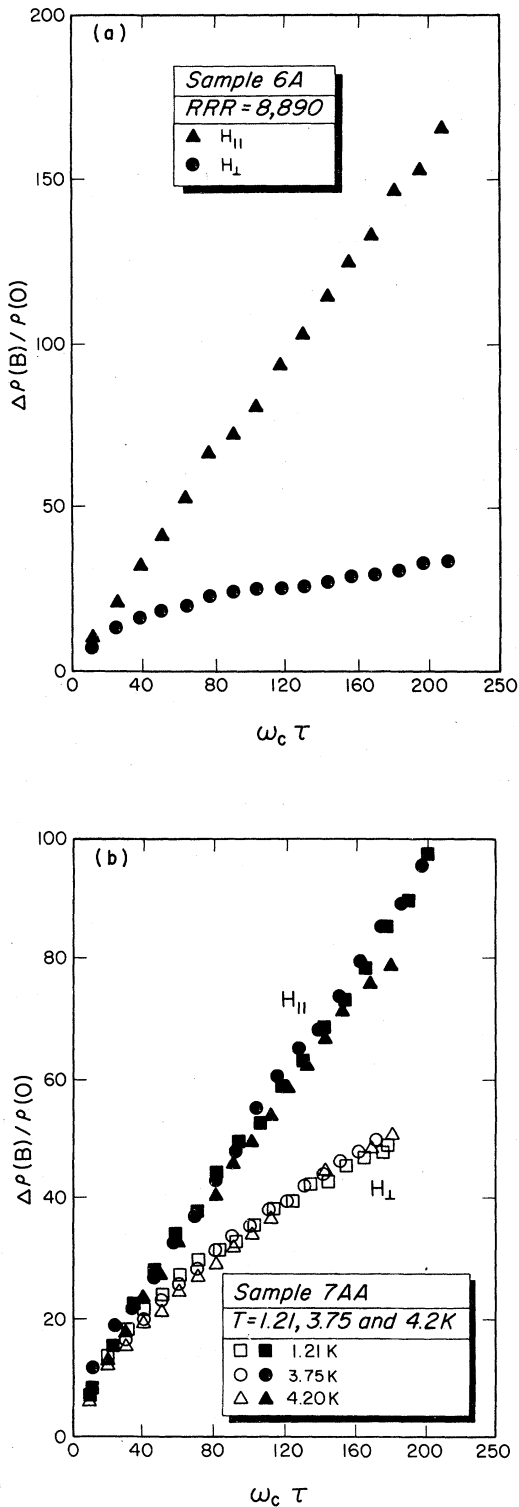 (a)
200
150
100
50
0
Δρ(B)/ρ(O)
Sample 6A
RRR = 8,890
▲ H||
● H⊥
0 40 80 120 160 200 250
ω_c τ
(b)
100
80
60
40
20
0
Δρ(B)/ρ(O)
H||
H⊥
Sample 7AA
T=1.21, 3.75 and 4.2K
□ ■ 1.21 K
○ ● 3.75 K
△ ▲ 4.20 K
0 40 80 120 160 200 250
ω_c τ